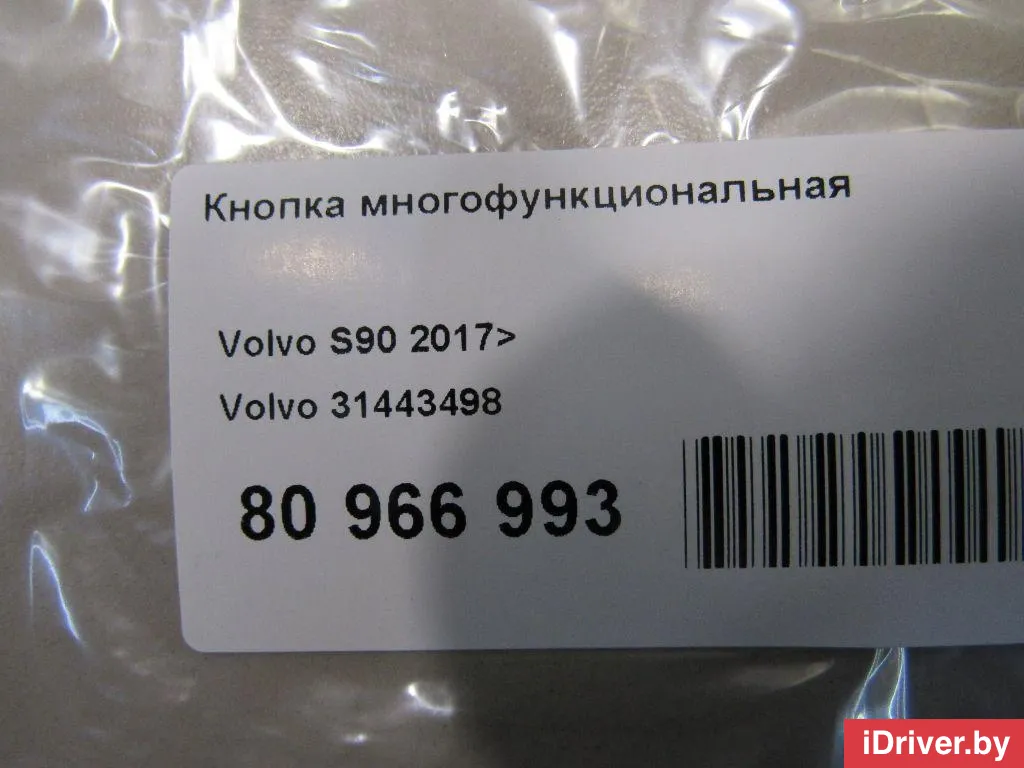 Кнопка многофункциональная
Volvo S90 2017>
Volvo 31443498
80 966 993
iDriver.by